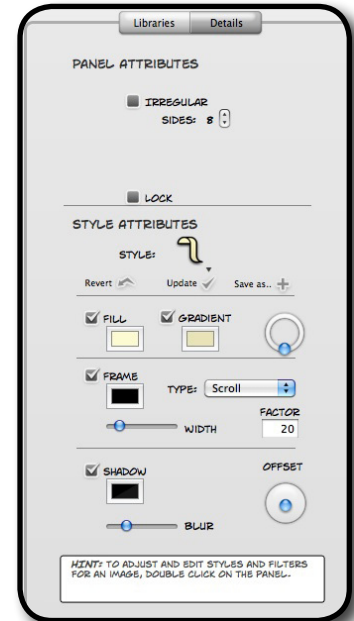 Libraries Details
PANEL ATTRIBUTES
IRREGULAR
SIDES: 8
LOCK
STYLE ATTRIBUTES
STYLE:
Revert Update Save as..
FILL GRADIENT
FRAME
TYPE: Scroll
FACTOR
WIDTH 20
SHADOW OFFSET
BLUR
HINT: TO ADJUST AND EDIT STYLES AND FILTERS
FOR AN IMAGE, DOUBLE CLICK ON THE PANEL.